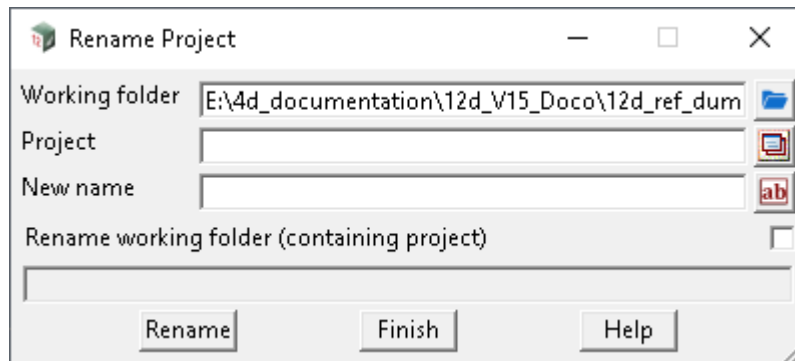 Rename Project
Working folder E:\4d_documentation\12d_V15_Doco\12d_ref_dum
Project
New name ab
Rename working folder (containing project)
Rename Finish Help